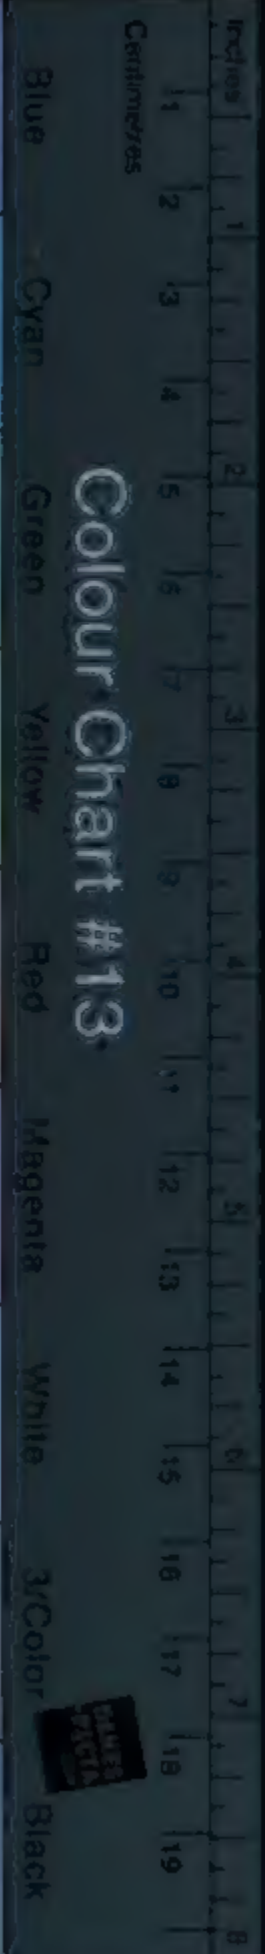 Inches 1 2 3 4 5 6 7 8
Centimetres
1 2 3 4 5 6 7 8 9 10 11 12 13 14 15 16 17 18 19
Colour Chart #13
DANES
PICTA
Blue Cyan Green Yellow Red Magenta White 3/Color Black